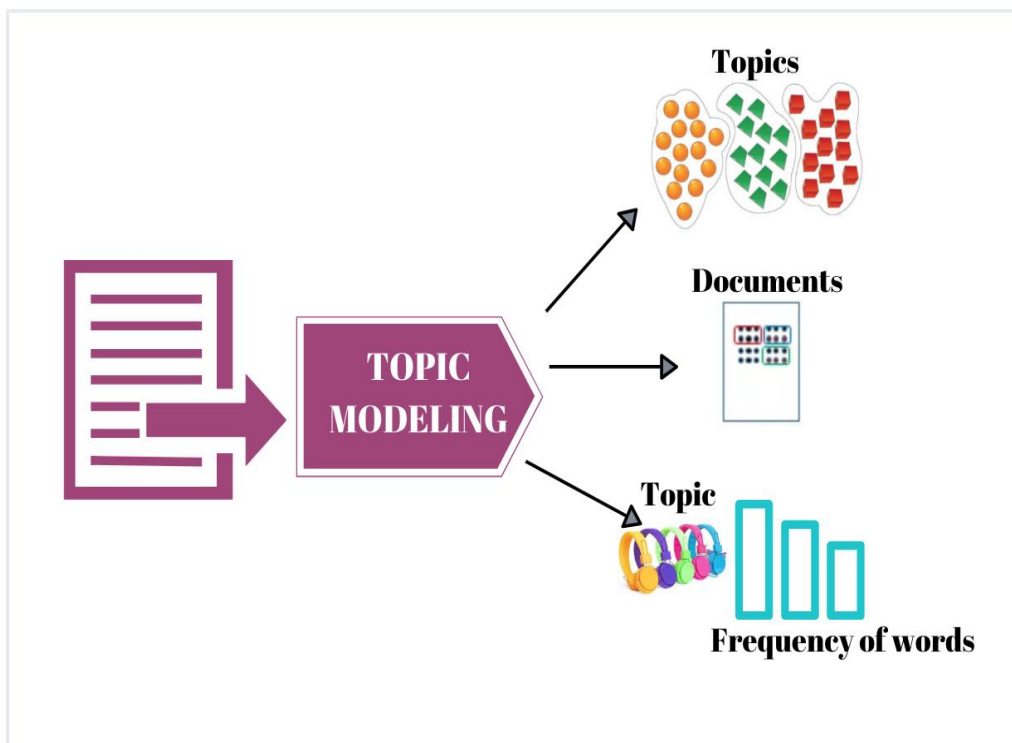 Topics
Documents
TOPIC
MODELING
Topic
Frequency of words